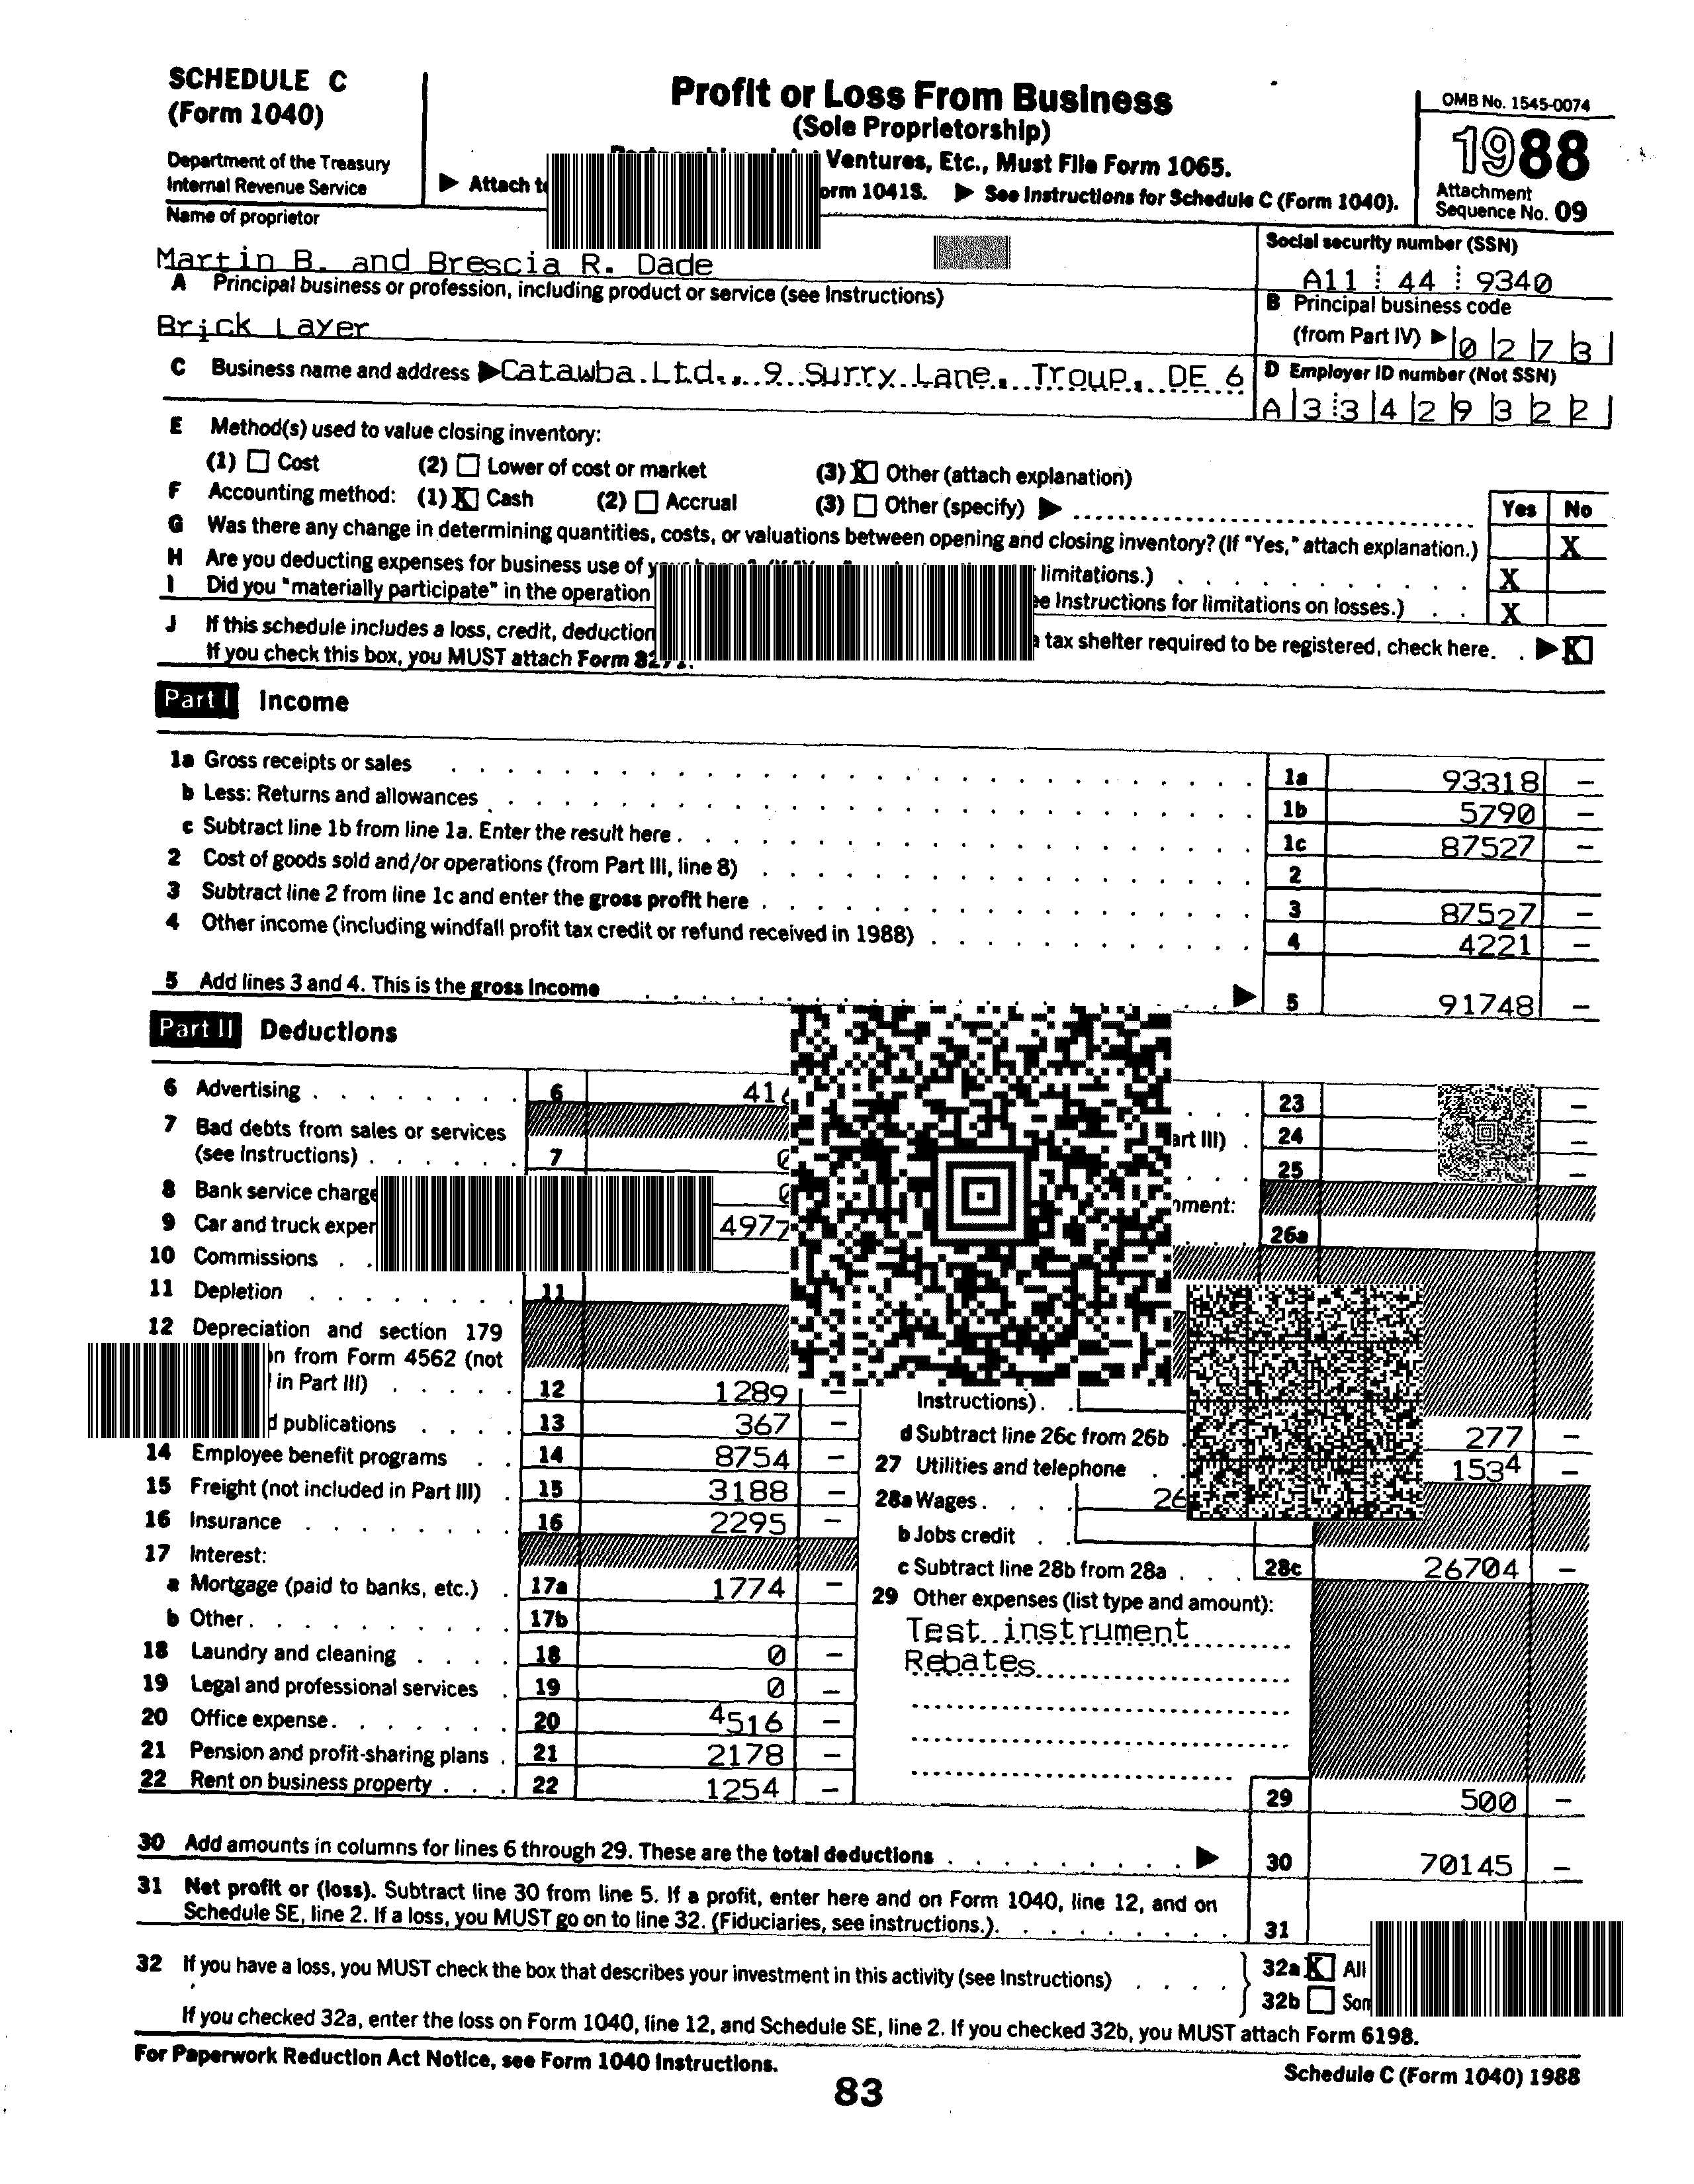 SCHEDULE C
(Form 1040)
Department of the Treasury
Internal Revenue Service
Profit or Loss From Business
(Sole Proprietorship)
Ventures, Etc., Must File Form 1065.
▶ Attach 1041S. ▶ See Instructions for Schedule C (Form 1040).
OMB No. 1545-0074
1988
Attachment
Sequence No. 09
Name of proprietor
Martin B. and Brescia R. Dade
Social security number (SSN)
A11 44 9340
A Principal business or profession, including product or service (see Instructions)
Brick Layer
B Principal business code
(from Part IV) ▶ 0 2 7 3
C Business name and address ▶ Catawba Ltd., 9 Surry Lane, Troup, DE 6
D Employer ID number (Not SSN)
A 3 3 4 2 9 3 2 2
E Method(s) used to value closing inventory:
(1) Cost (2) Lower of cost or market (3) X Other (attach explanation)
F Accounting method: (1) X Cash (2) Accrual (3) Other (specify) ▶
Yes No
G Was there any change in determining quantities, costs, or valuations between opening and closing inventory? (If "Yes," attach explanation.) X
H Are you deducting expenses for business use of limitations.) X
I Did you "materially participate" in the operation Instructions for limitations on losses.) X
J If this schedule includes a loss, credit, deduction tax shelter required to be registered, check here. ▶ X
If you check this box, you MUST attach Form
Part I Income
1a Gross receipts or sales 1a 93318 –
b Less: Returns and allowances 1b 5790 –
c Subtract line 1b from line 1a. Enter the result here 1c 87527 –
2 Cost of goods sold and/or operations (from Part III, line 8) 2
3 Subtract line 2 from line 1c and enter the gross profit here 3 87527 –
4 Other income (including windfall profit tax credit or refund received in 1988) 4 4221 –
5 Add lines 3 and 4. This is the gross income ▶ 5 91748 –
Part II Deductions
6 Advertising 6
7 Bad debts from sales or services
(see Instructions) 7
8 Bank service
9 Car and truck 4977
10 Commissions
11 Depletion 11
12 Depreciation and section 179
from Form 4562 (not
in Part III) 12 1289 –
publications 13 367 –
14 Employee benefit programs 14 8754 –
15 Freight (not included in Part III) 15 3188 –
16 Insurance 16 2295 –
17 Interest:
a Mortgage (paid to banks, etc.) 17a 1774 –
b Other 17b
18 Laundry and cleaning 18 0 –
19 Legal and professional services 19 0 –
20 Office expense 20 4516 –
21 Pension and profit-sharing plans 21 2178 –
22 Rent on business property 22 1254 –
23 –
III) 24 –
25 –
26a
Instructions).
d Subtract line 26c from 26b 277 –
27 Utilities and telephone 1534 –
28a Wages
b Jobs credit
c Subtract line 28b from 28a 28c 26704 –
29 Other expenses (list type and amount):
Test instrument
Rebates
29 500 –
30 Add amounts in columns for lines 6 through 29. These are the total deductions ▶ 30 70145 –
31 Net profit or (loss). Subtract line 30 from line 5. If a profit, enter here and on Form 1040, line 12, and on
Schedule SE, line 2. If a loss, you MUST go on to line 32. (Fiduciaries, see instructions.) 31
32 If you have a loss, you MUST check the box that describes your investment in this activity (see Instructions)
32a X All
32b
If you checked 32a, enter the loss on Form 1040, line 12, and Schedule SE, line 2. If you checked 32b, you MUST attach Form 6198.
For Paperwork Reduction Act Notice, see Form 1040 Instructions.
Schedule C (Form 1040) 1988
83